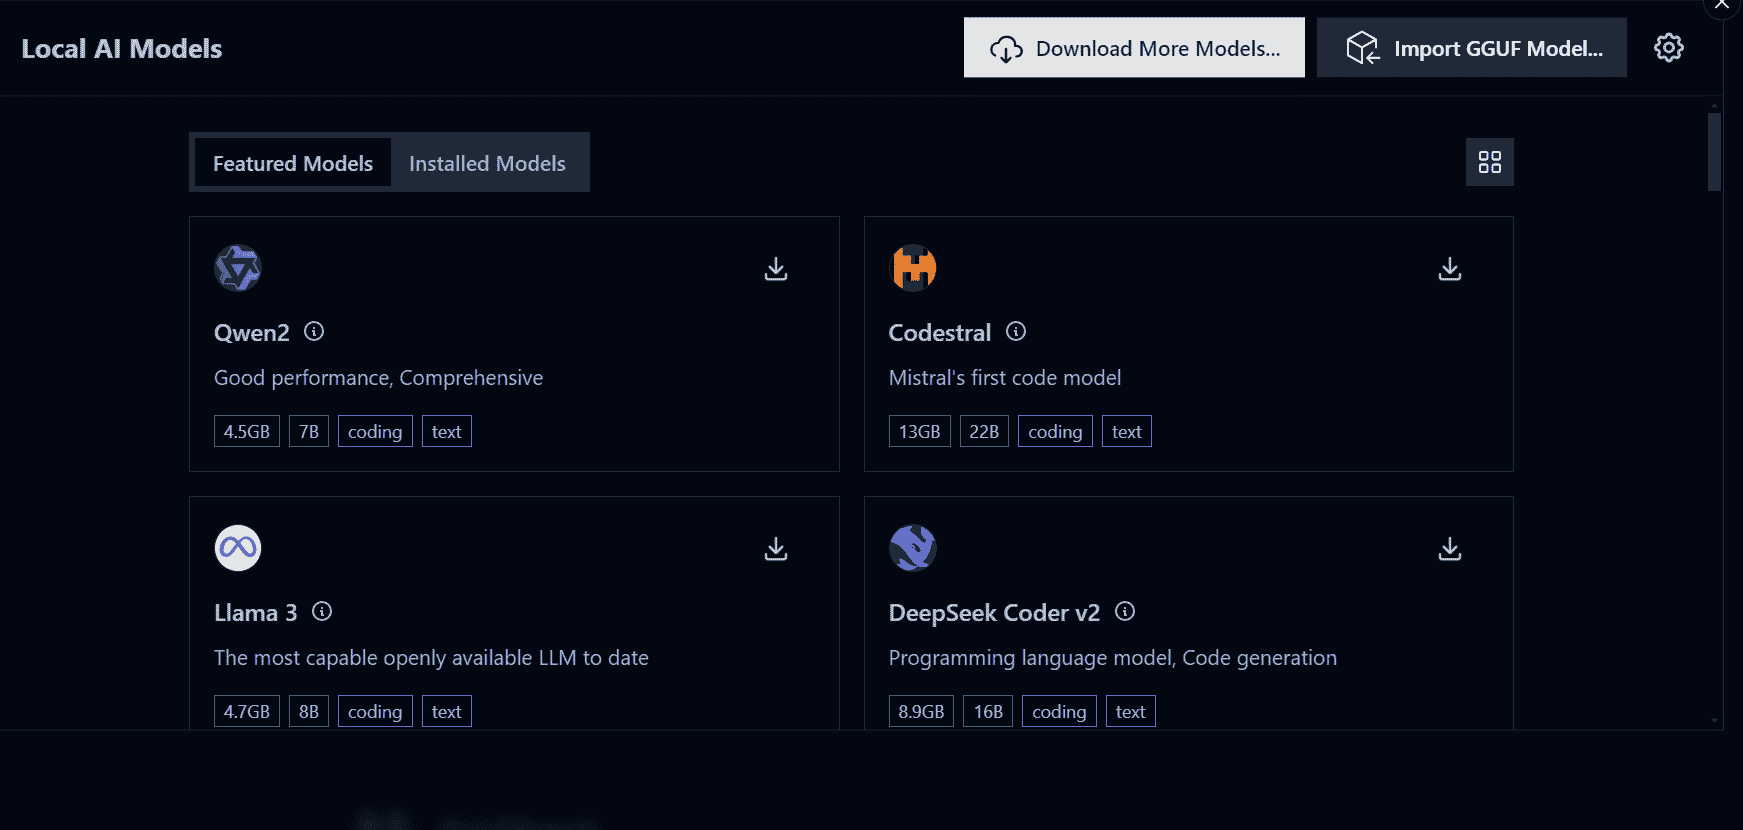 Local AI Models
Download More Models...
Import GGUF Model...
Featured Models
Installed Models
Qwen2
Good performance, Comprehensive
4.5GB 7B coding text
Codestral
Mistral's first code model
13GB 22B coding text
Llama 3
The most capable openly available LLM to date
4.7GB 8B coding text
DeepSeek Coder v2
Programming language model, Code generation
8.9GB 16B coding text